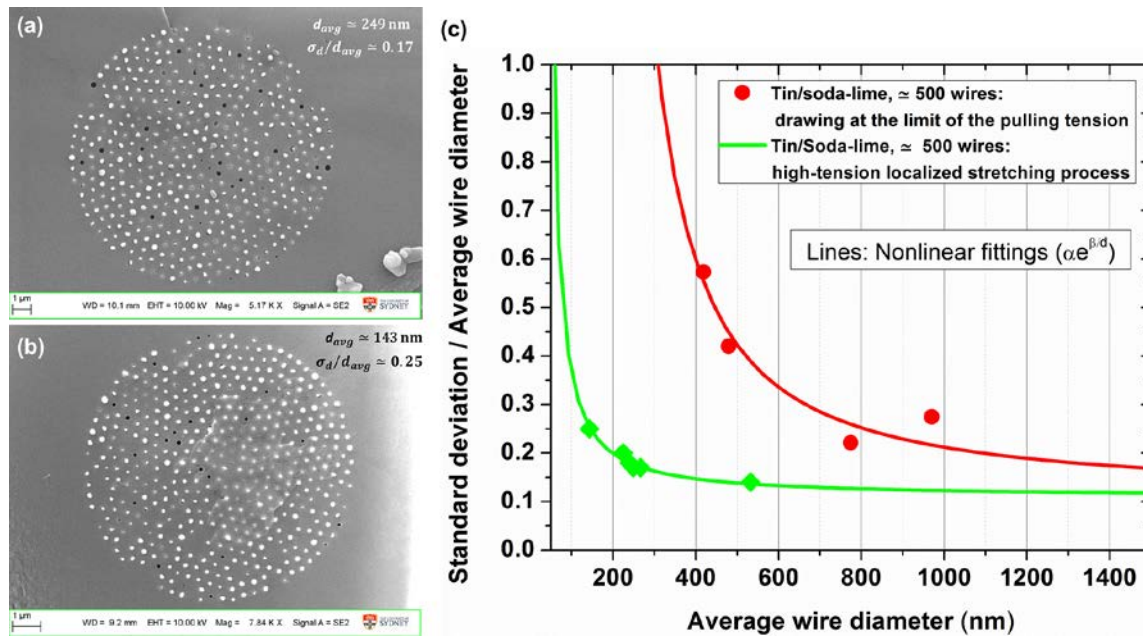 (a)
d_avg ≃ 249 nm
σ_d/d_avg ≃ 0.17
1 μm
WD = 10.1 mm EHT = 10.00 kV Mag = 5.17 K X Signal A = SE2
SYDNEY
(b)
d_avg ≃ 143 nm
σ_d/d_avg ≃ 0.25
1 μm
WD = 9.2 mm EHT = 10.00 kV Mag = 7.84 K X Signal A = SE2
SYDNEY
(c)
Standard deviation / Average wire diameter
1.0
0.9
0.8
0.7
0.6
0.5
0.4
0.3
0.2
0.1
0.0
Tin/soda-lime, ≃ 500 wires:
drawing at the limit of the pulling tension
Tin/Soda-lime, ≃ 500 wires:
high-tension localized stretching process
Lines: Nonlinear fittings (αe^β/d)
200 400 600 800 1000 1200 1400
Average wire diameter (nm)